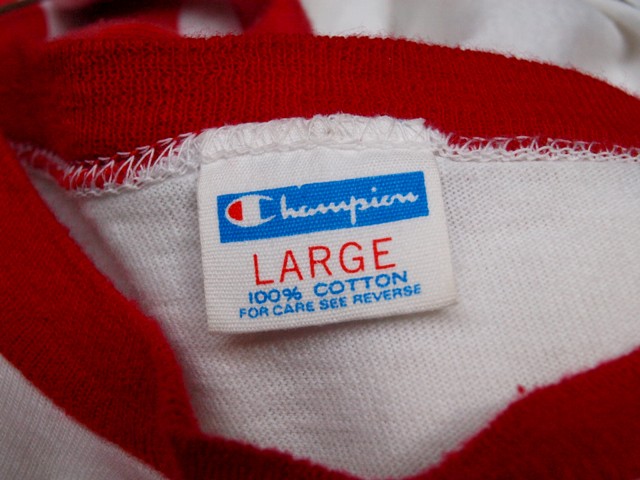 Champion
LARGE
100% COTTON
FOR CARE SEE REVERSE